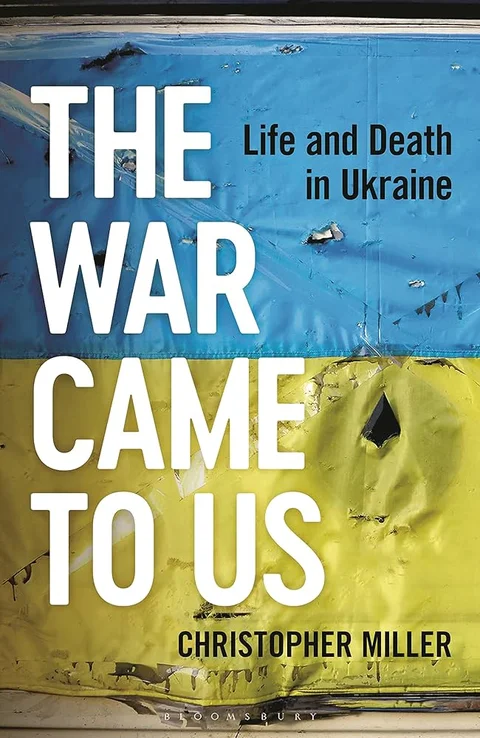 THE
WAR
CAME
TO US
Life and Death
in Ukraine
CHRISTOPHER MILLER
BLOOMSBURY